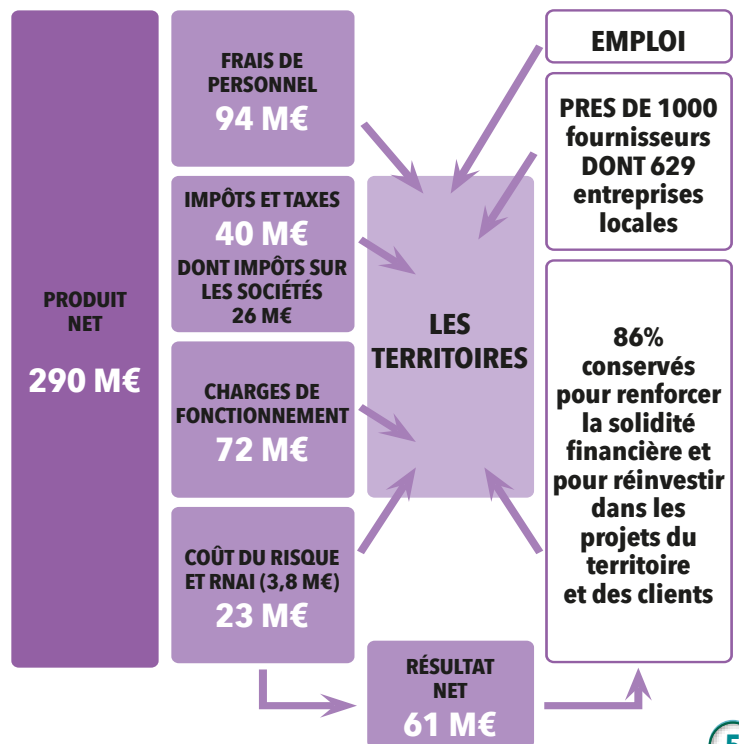 PRODUIT
NET
290 M€
FRAIS DE
PERSONNEL
94 M€
IMPÔTS ET TAXES
40 M€
DONT IMPÔTS SUR
LES SOCIÉTÉS
26 M€
CHARGES DE
FONCTIONNEMENT
72 M€
COÛT DU RISQUE
ET RNAI (3,8 M€)
23 M€
LES
TERRITOIRES
RÉSULTAT
NET
61 M€
EMPLOI
PRES DE 1000
fournisseurs
DONT 629
entreprises
locales
86%
conservés
pour renforcer
la solidité
financière et
pour réinvestir
dans les
projets du
territoire
et des clients